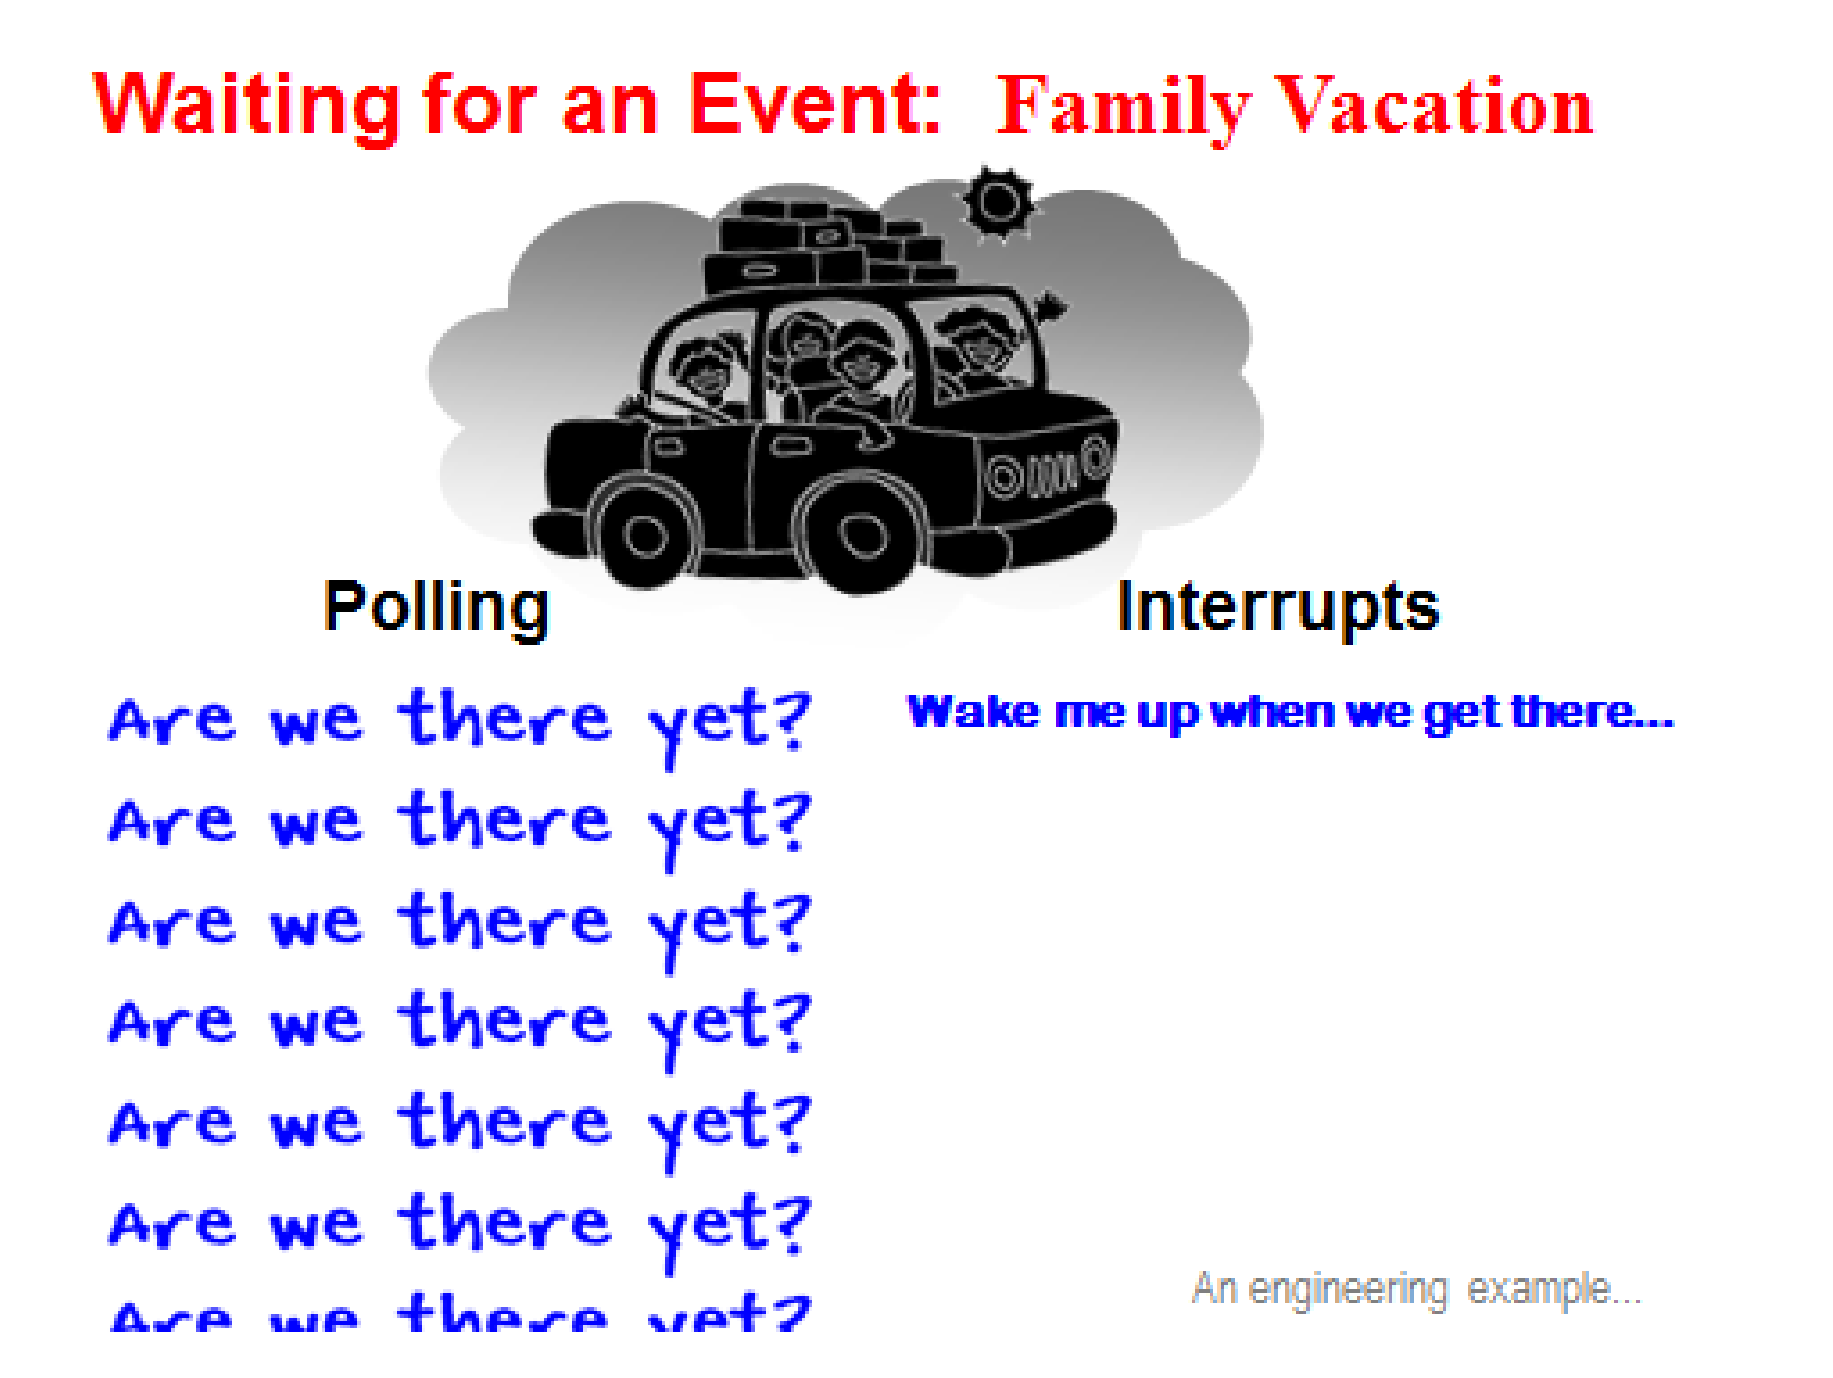 Waiting for an Event: Family Vacation
Polling
Interrupts
Are we there yet?
Wake me up when we get there...
Are we there yet?
Are we there yet?
Are we there yet?
Are we there yet?
Are we there yet?
Are we there yet?
An engineering example...